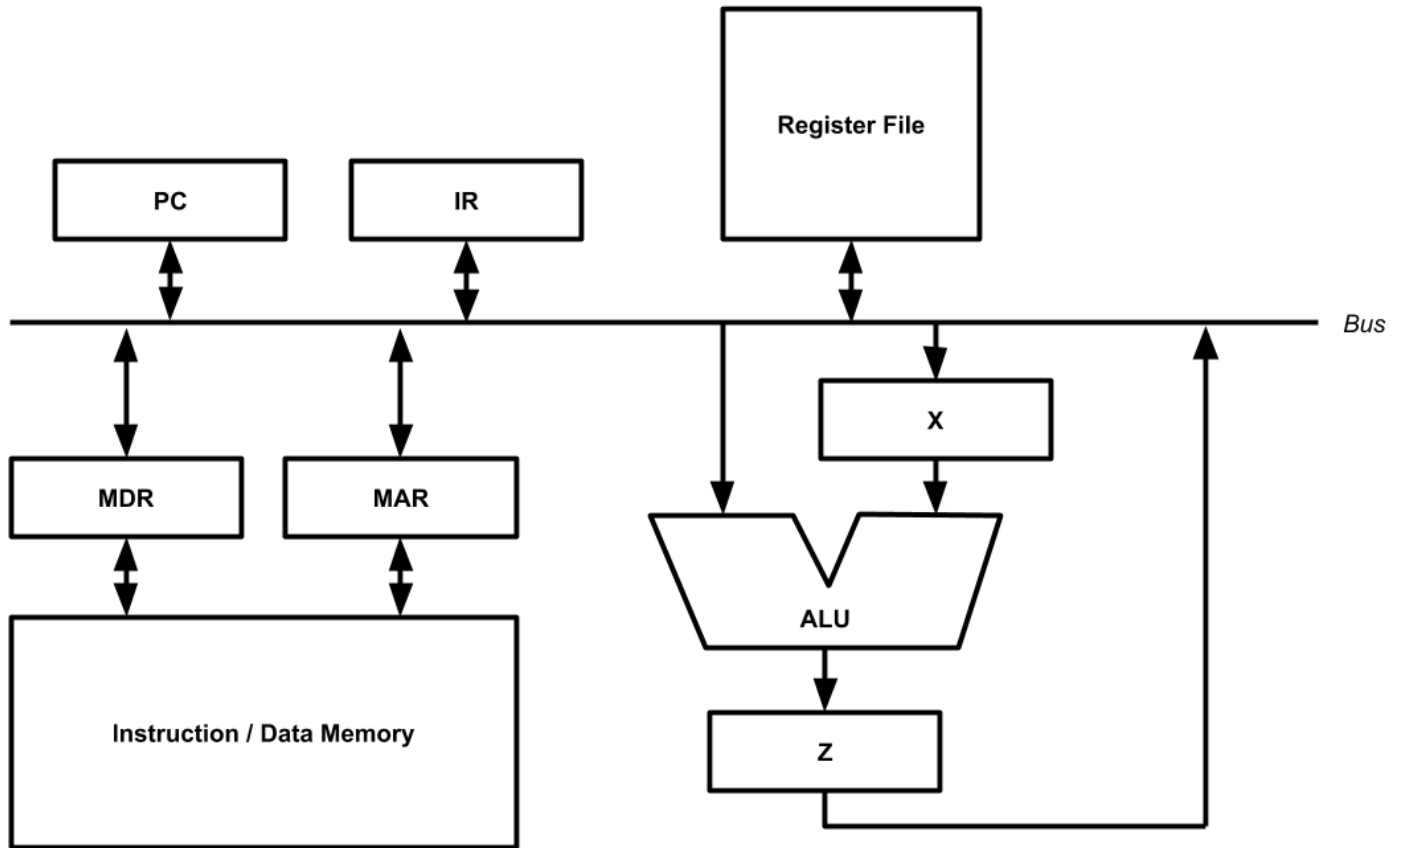 Register File
PC
IR
Bus
X
MDR
MAR
ALU
Instruction / Data Memory
Z